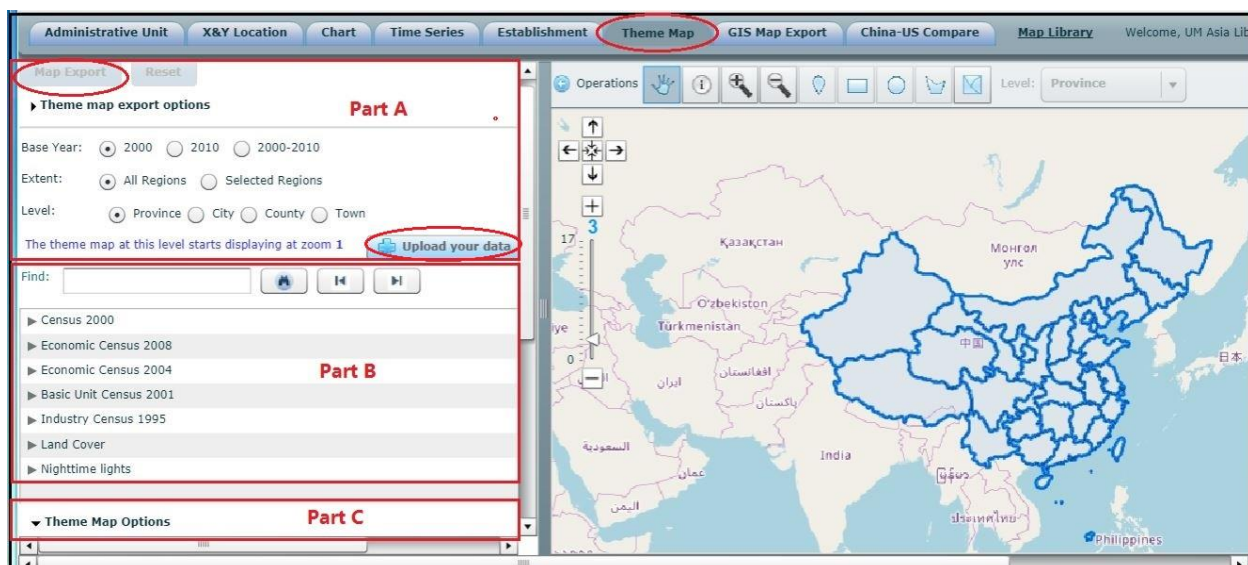 Administrative Unit X&Y Location Chart Time Series Establishment Theme Map GIS Map Export China-US Compare Map Library Welcome, UM Asia Lib
Map Export Reset
Theme map export options
Part A
Base Year: 2000 2010 2000-2010
Extent: All Regions Selected Regions
Level: Province City County Town
The theme map at this level starts displaying at zoom 1 Upload your data
Find:
Census 2000
Economic Census 2008
Economic Census 2004
Part B
Basic Unit Census 2001
Industry Census 1995
Land Cover
Nighttime lights
Theme Map Options
Part C
Operations Level: Province
3
17
0
Қазақстан
Монгол
улс
O'zbekiston
Türkmenistan
中国
日本
افغانستان
ایران
پاکستان
السعودية
عمان
India
اليمن
ประเทศไทย
Philippines